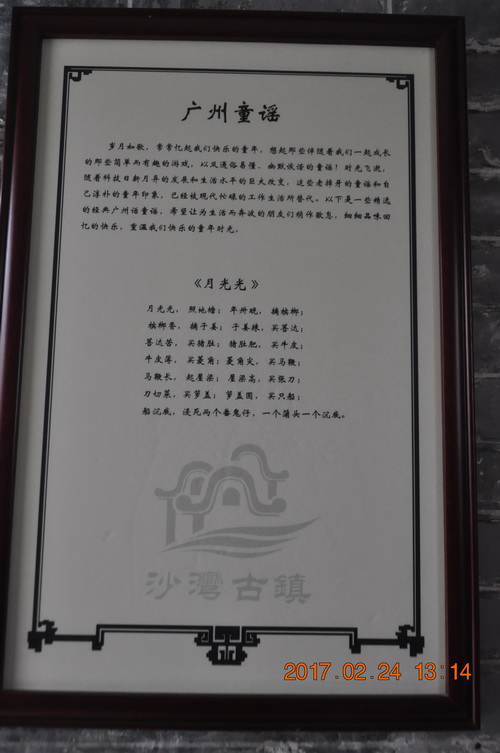 广州童谣
岁月如歌，常常忆起我们快乐的童年，想起那些伴随着我们一起成长
的那些简单而有趣的游戏，以及通俗易懂、幽默诙谐的童谣！时光飞逝，
随着科技日新月异的发展和生活水平的巨大改变，这些老掉牙的童谣和自
己淳朴的童年印象，已经被现代忙碌的工作生活所替代。以下是一些精选
的经典广州话童谣，希望让为生活而奔波的朋友们稍作歇息，细细品味回
忆的快乐，重温我们快乐的童年时光。
《月光光》
月光光，照地塘；年卅晚，摘槟榔；
槟榔香，摘子姜；子姜辣，买菩达；
菩达苦，买猪肚；猪肚肥，买牛皮；
牛皮薄，买菱角；菱角尖，买马鞭；
马鞭长，起屋梁；屋梁高，买张刀；
刀切菜，买箩盖；箩盖圆，买只船；
船沉底，浸死两个番鬼仔，一个蒲头一个沉底。
沙灣古鎮
2017.02.24 13:14